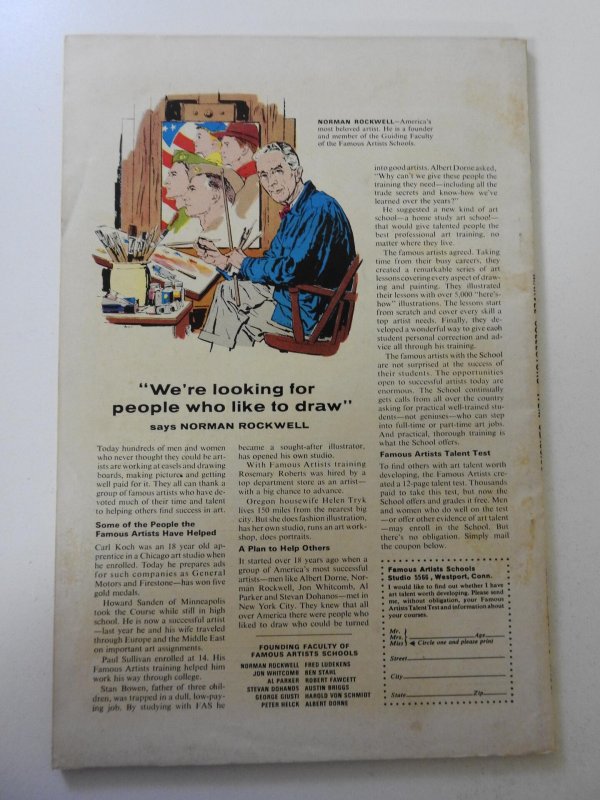 NORMAN ROCKWELL—America's
most beloved artist. He is a founder
and member of the Guiding Faculty
of the Famous Artists Schools.
"We're looking for
people who like to draw"
says NORMAN ROCKWELL
Today hundreds of men and women
who never thought they could be art-
ists are working at easels and drawing
boards, making pictures and getting
well paid for it. They all can thank a
group of famous artists who have de-
voted much of their time and talent
to helping others find success in art.
Some of the People the
Famous Artists Have Helped
Carl Koch was an 18 year old ap-
prentice in a Chicago art studio when
he enrolled. Today he prepares ads
for such companies as General
Motors and Firestone—has won five
gold medals.
Howard Sanden of Minneapolis
took the Course while still in high
school. He is now a successful artist
—last year he and his wife traveled
through Europe and the Middle East
on important art assignments.
Paul Sullivan enrolled at 14. His
Famous Artists training helped him
work his way through college.
Stan Bowen, father of three chil-
dren, was trapped in a dull, low-pay-
ing job. By studying with FAS he
became a sought-after illustrator,
has opened his own studio.
With Famous Artists training
Rosemary Roberts was hired by a
top department store as an artist—
with a big chance to advance.
Oregon housewife Helen Tryk
lives 150 miles from the nearest big
city. But she does fashion illustration,
has her own studio, runs an art work-
shop, does portraits.
A Plan to Help Others
It started over 18 years ago when a
group of America's most successful
artists—men like Albert Dorne, Nor-
man Rockwell, Jon Whitcomb, Al
Parker and Stevan Dohanos—met in
New York City. They knew that all
over America there were people who
liked to draw who could be turned
FOUNDING FACULTY OF
FAMOUS ARTISTS SCHOOLS
NORMAN ROCKWELL FRED LUDEKENS
JON WHITCOMB BEN STAHL
AL PARKER ROBERT FAWCETT
STEVAN DOHANOS AUSTIN BRIGGS
GEORGE GIUSTI HAROLD VON SCHMIDT
PETER HELCK ALBERT DORNE
into good artists. Albert Dorne asked,
"Why can't we give these people the
training they need—including all the
trade secrets and know-how we've
learned over the years?"
He suggested a new kind of art
school—a home study art school—
that would give talented people the
best professional art training, no
matter where they live.
The famous artists agreed. Taking
time from their busy careers, they
created a remarkable series of art
lessons covering every aspect of draw-
ing and painting. They illustrated
their lessons with over 5,000 "here's-
how" illustrations. The lessons start
from scratch and cover every skill a
top artist needs. Finally, they de-
veloped a wonderful way to give each
student personal correction and ad-
vice all through his training.
The famous artists with the School
are not surprised at the success of
their students. The opportunities
open to successful artists today are
enormous. The School continually
gets calls from all over the country
asking for practical well-trained stu-
dents—not geniuses—who can step
into full-time or part-time art jobs.
And practical, thorough training is
what the School offers.
Famous Artists Talent Test
To find others with art talent worth
developing, the Famous Artists cre-
ated a 12-page talent test. Thousands
paid to take this test, but now the
School offers and grades it free. Men
and women who do well on the test
—or offer other evidence of art talent
—may enroll in the School. But
there's no obligation. Simply mail
the coupon below.
Famous Artists Schools
Studio 5556, Westport, Conn.
I would like to find out whether I have
art talent worth developing. Please send
me, without obligation, your Famous
Artists Talent Test and information about
your courses.
Mr.
Mrs. Age
Miss Circle one and please print
Street
City
State Zip